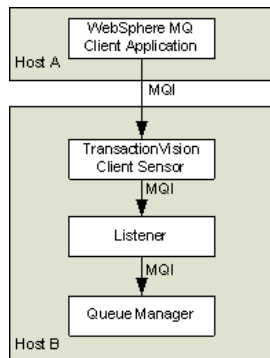 WebSphere MQ
Client Application
Host A
MQI
TransactionVision
Client Sensor
MQI
Listener
MQI
Queue Manager
Host B